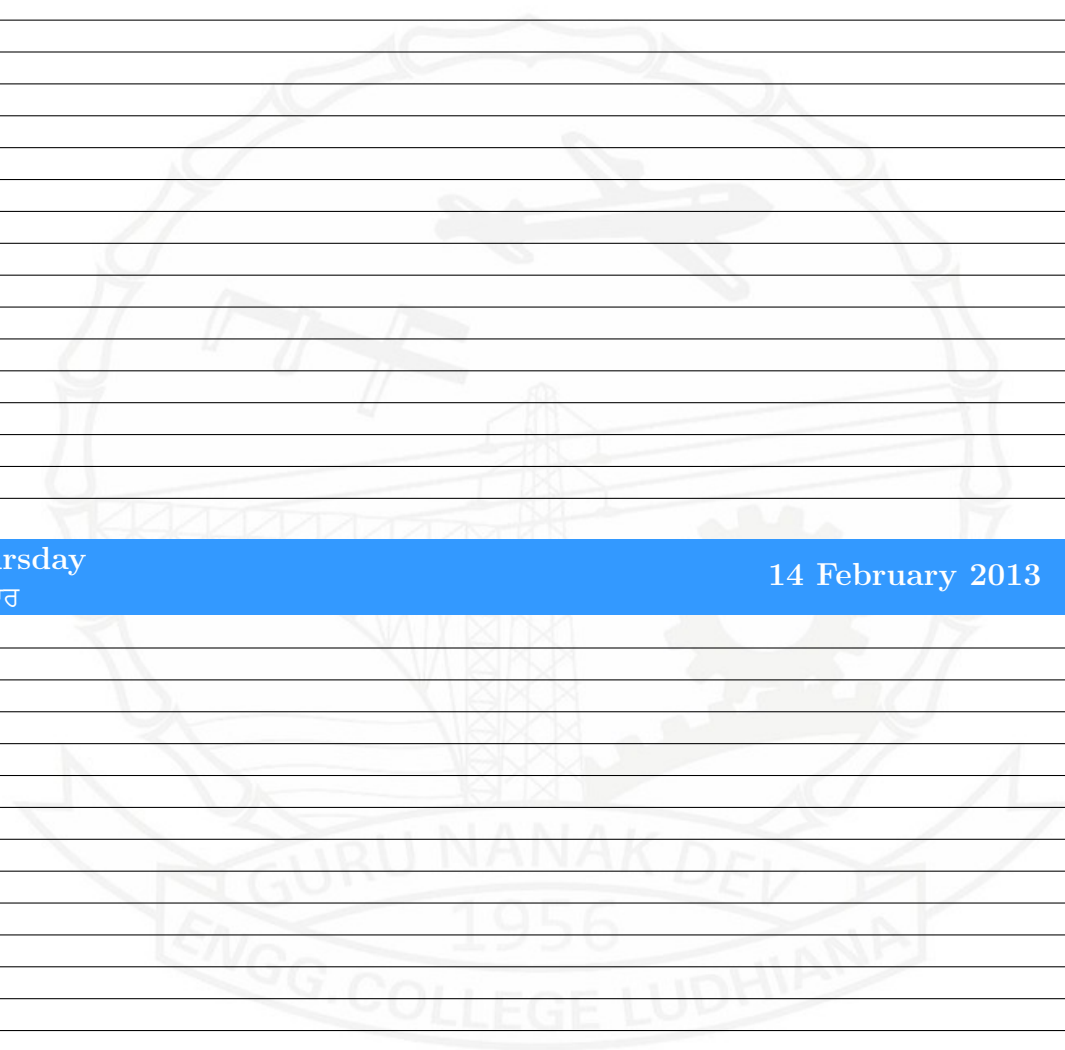 rsday
ਾਰ
14 February 2013
GURU NANAK DEV
1956
ENGG. COLLEGE LUDHIANA